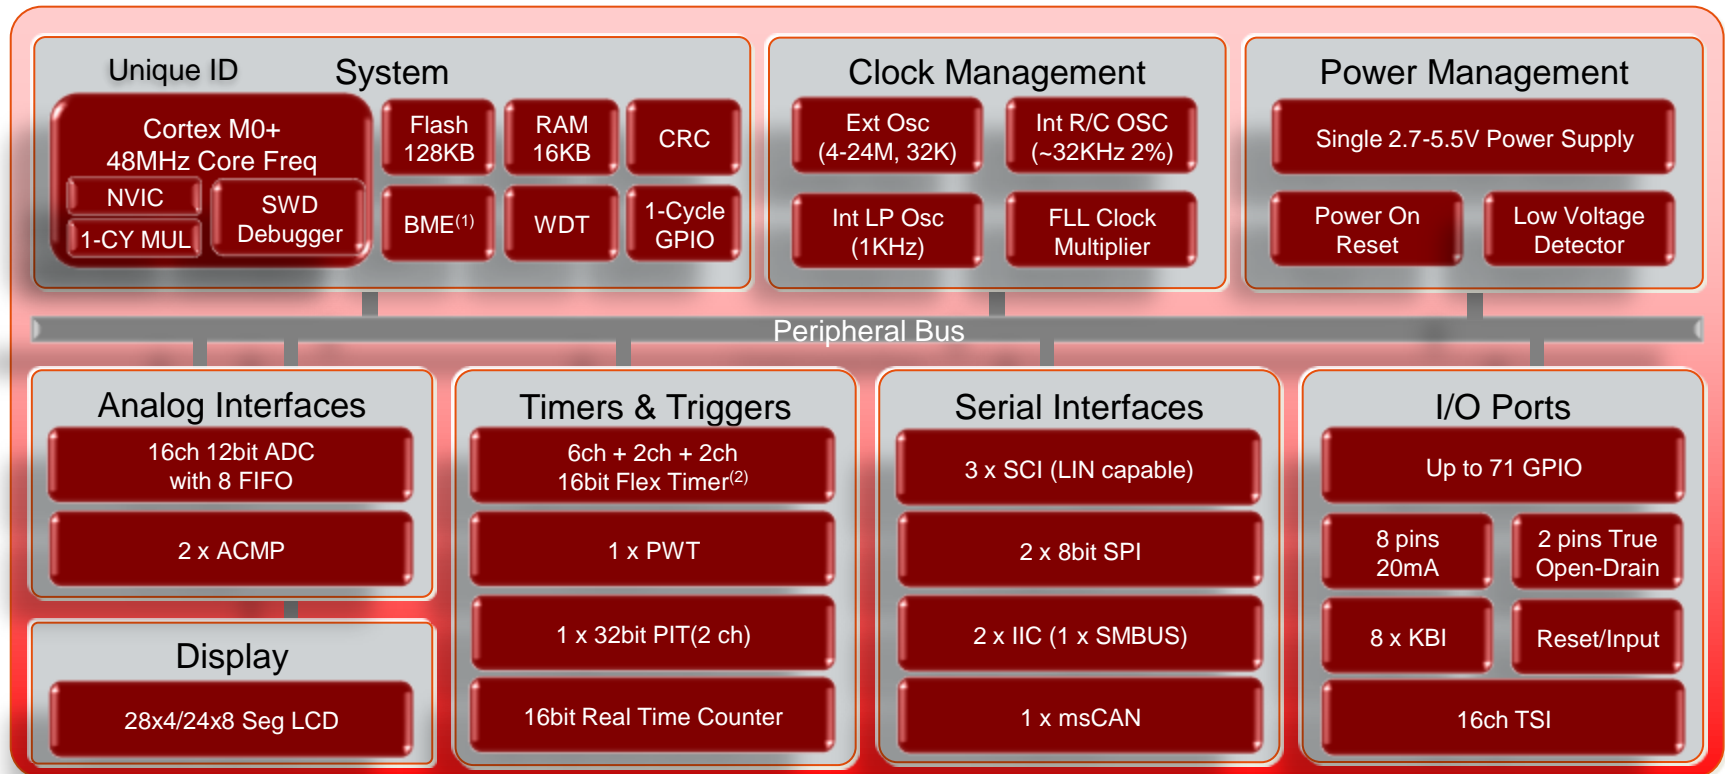 Unique ID
System
Cortex M0+
48MHz Core Freq
NVIC
1-CY MUL
SWD
Debugger
Flash
128KB
RAM
16KB
CRC
BME(1)
WDT
1-Cycle
GPIO
Clock Management
Ext Osc
(4-24M, 32K)
Int R/C OSC
(~32KHz 2%)
Int LP Osc
(1KHz)
FLL Clock
Multiplier
Power Management
Single 2.7-5.5V Power Supply
Power On
Reset
Low Voltage
Detector
Peripheral Bus
Analog Interfaces
16ch 12bit ADC
with 8 FIFO
2 x ACMP
Display
28x4/24x8 Seg LCD
Timers & Triggers
6ch + 2ch + 2ch
16bit Flex Timer(2)
1 x PWT
1 x 32bit PIT(2 ch)
16bit Real Time Counter
Serial Interfaces
3 x SCI (LIN capable)
2 x 8bit SPI
2 x IIC (1 x SMBUS)
1 x msCAN
I/O Ports
Up to 71 GPIO
8 pins
20mA
2 pins True
Open-Drain
8 x KBI
Reset/Input
16ch TSI